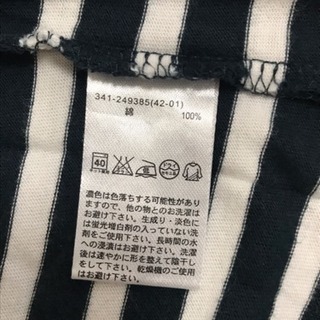 341-249385(42-01)
綿 100%
40
濃色は色落ちする可能性があり
ますので、他の物とのお洗濯は
お避け下さい。生成り・淡色に
は蛍光増白剤の入っていない洗
剤をご使用下さい。長時間の水
への浸漬はお避け下さい。洗濯
後は速やかに形を整えて陰干し
して下さい。乾燥機のご使用は
お避け下さい。